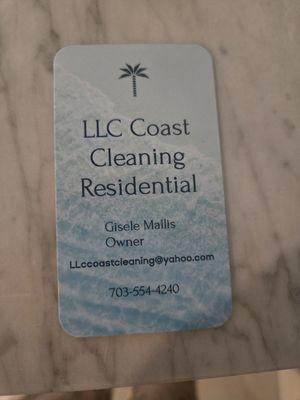 LLC Coast
Cleaning
Residential
Gisele Mallis
Owner
LLccoastcleaning@yahoo.com
703-554-4240